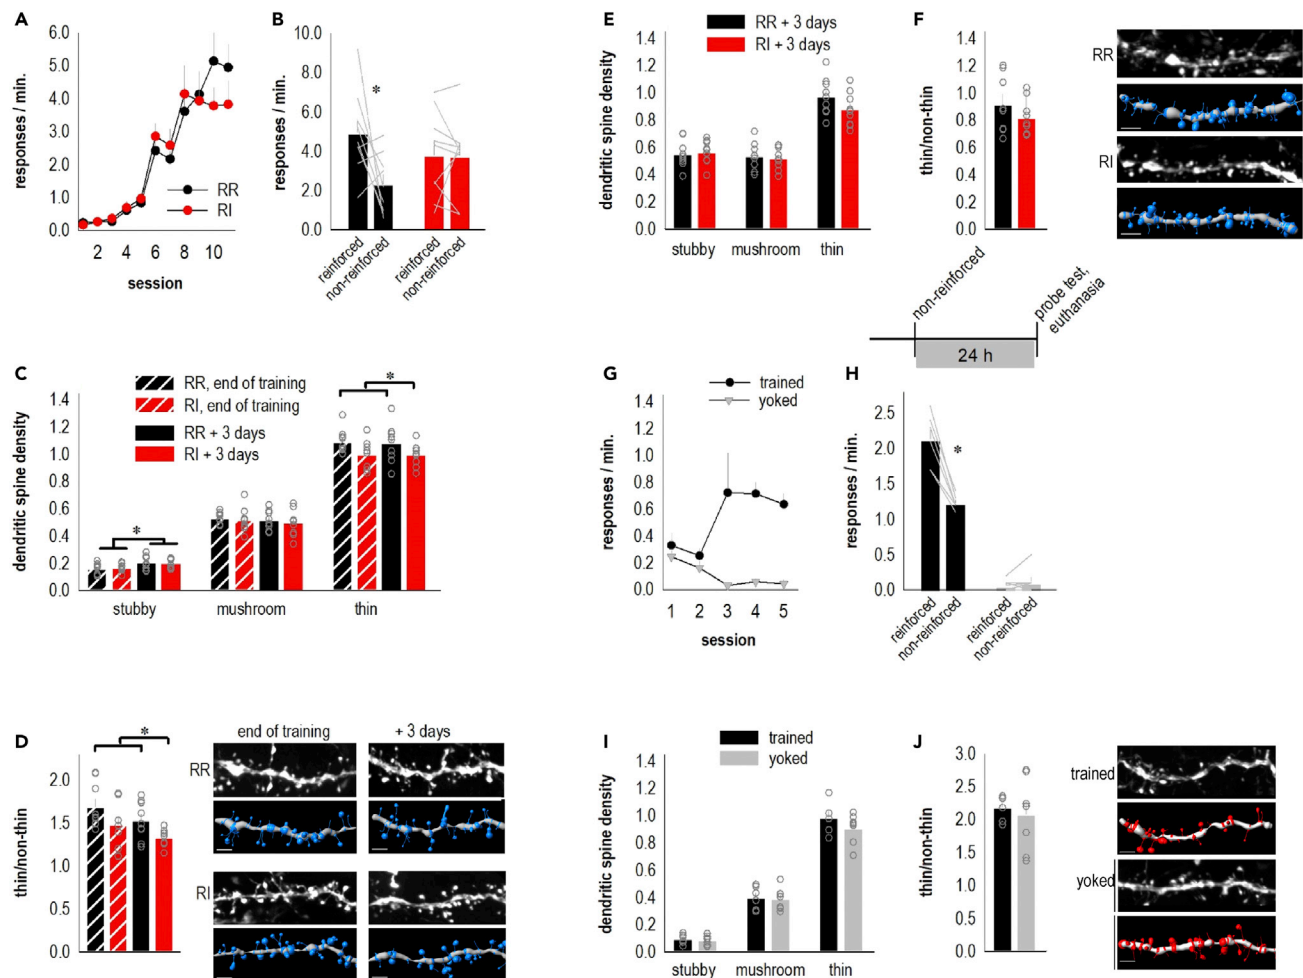 A
responses / min.
6.0
5.0
4.0
3.0
2.0
1.0
0.0
RR
RI
2 4 6 8 10
session
B
responses / min.
10.0
8.0
6.0
4.0
2.0
0.0
*
reinforced
non-reinforced
reinforced
non-reinforced
E
RR + 3 days
RI + 3 days
dendritic spine density
1.4
1.2
1.0
0.8
0.6
0.4
0.2
0.0
stubby mushroom thin
F
thin/non-thin
1.4
1.2
1.0
0.8
0.6
0.4
0.2
0.0
RR
RI
non-reinforced
probe test,
euthanasia
24 h
C
RR, end of training
RI, end of training
RR + 3 days
RI + 3 days
dendritic spine density
1.4
1.2
1.0
0.8
0.6
0.4
0.2
0.0
*
*
stubby mushroom thin
G
trained
yoked
responses / min.
1.4
1.2
1.0
0.8
0.6
0.4
0.2
0.0
1 2 3 4 5
session
H
responses / min.
2.5
2.0
1.5
1.0
0.5
0.0
*
reinforced
non-reinforced
reinforced
non-reinforced
D
thin/non-thin
2.0
1.5
1.0
0.5
0.0
*
end of training + 3 days
RR
RI
I
trained
yoked
dendritic spine density
1.4
1.2
1.0
0.8
0.6
0.4
0.2
0.0
stubby mushroom thin
J
thin/non-thin
3.0
2.5
2.0
1.5
1.0
0.5
0.0
trained
yoked